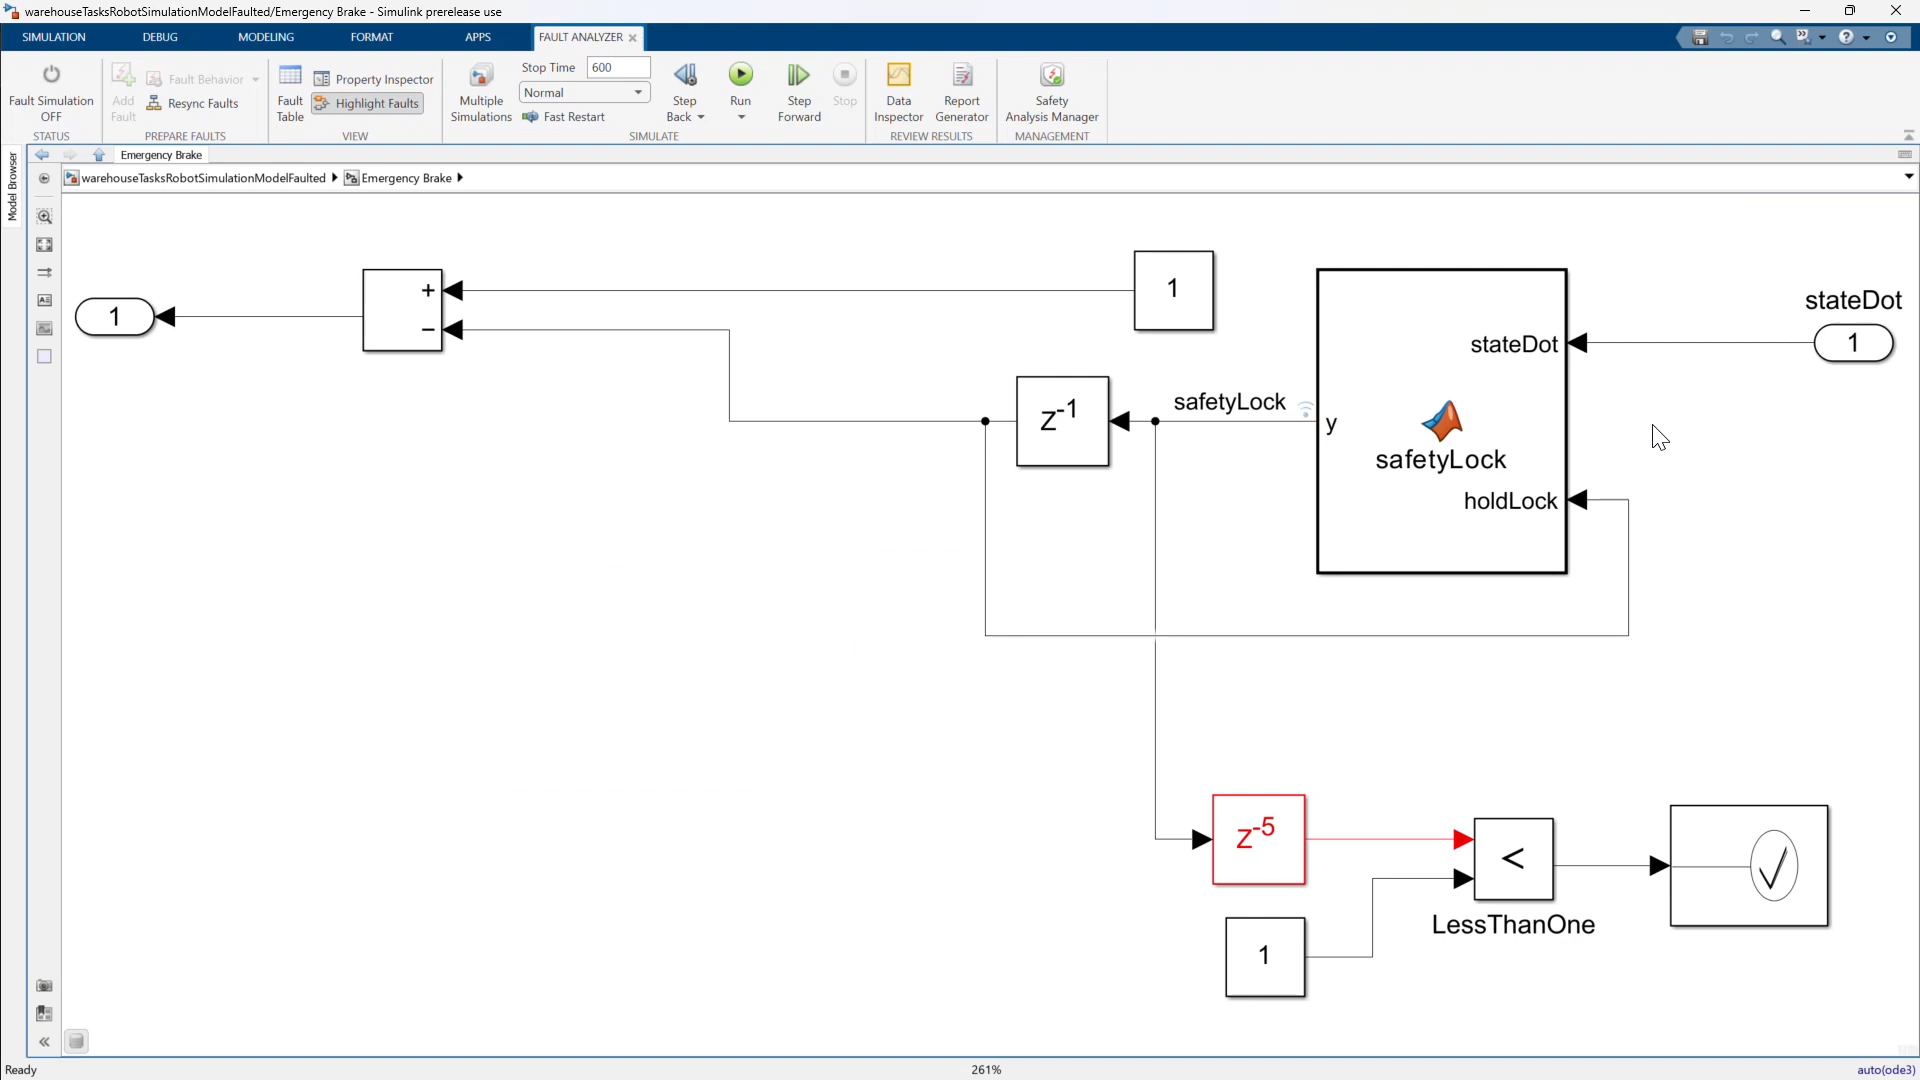 warehouseTasksRobotSimulationModelFaulted/Emergency Brake - Simulink prerelease use
SIMULATION DEBUG MODELING FORMAT APPS FAULT ANALYZER
Fault Simulation OFF
STATUS
Add Fault
Fault Behavior
Resync Faults
PREPARE FAULTS
Fault Table
Property Inspector
Highlight Faults
VIEW
Multiple Simulations
Stop Time 600
Normal
Fast Restart
Step Back
Run
Step Forward
Stop
SIMULATE
Data Inspector
Report Generator
REVIEW RESULTS
Safety Analysis Manager
MANAGEMENT
Model Browser
Emergency Brake
warehouseTasksRobotSimulationModelFaulted Emergency Brake
1
+
−
1
stateDot
1
stateDot
z-1
safetyLock
y
safetyLock
holdLock
z-5
<
LessThanOne
1
Ready
261%
auto(ode3)